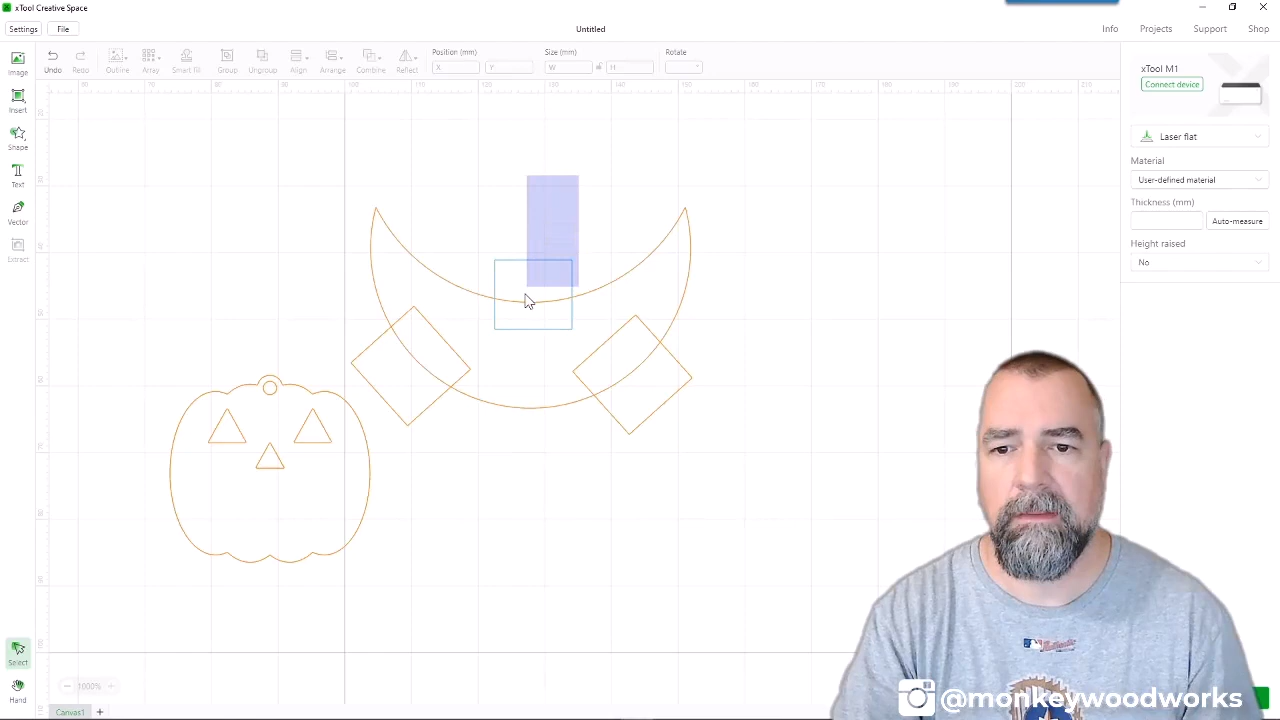 xTool Creative Space
Settings File Untitled Info Projects Support Shop
Undo Redo Outline Array Smart fill Group Ungroup Align Arrange Combine Reflect Position (mm) X Y Size (mm) W H Rotate
Image
Insert
Shape
Text
Vector
Extract
Select
Hand
1000%
Canvas1
xTool M1
Connect device
Laser flat
Material
User-defined material
Thickness (mm)
Auto-measure
Height raised
No
@monkeywoodworks